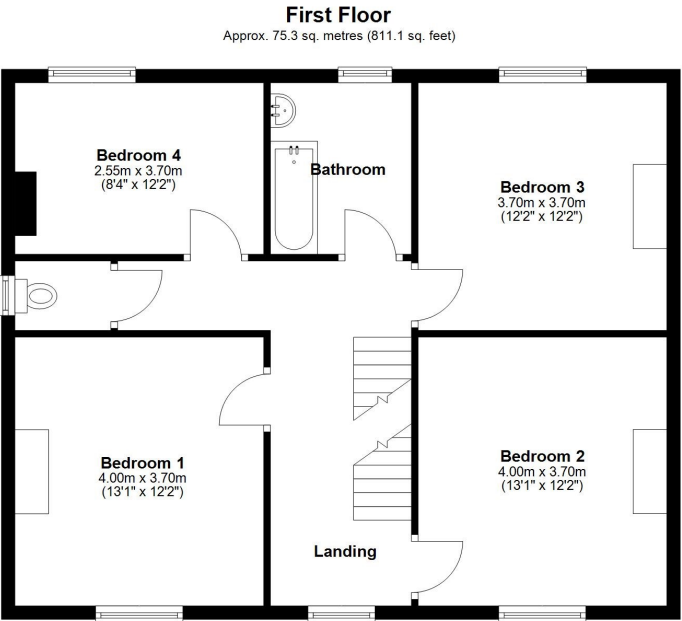 First Floor
Approx. 75.3 sq. metres (811.1 sq. feet)
Bedroom 4
2.55m x 3.70m
(8'4" x 12'2")
Bathroom
Bedroom 3
3.70m x 3.70m
(12'2" x 12'2")
Bedroom 1
4.00m x 3.70m
(13'1" x 12'2")
Bedroom 2
4.00m x 3.70m
(13'1" x 12'2")
Landing